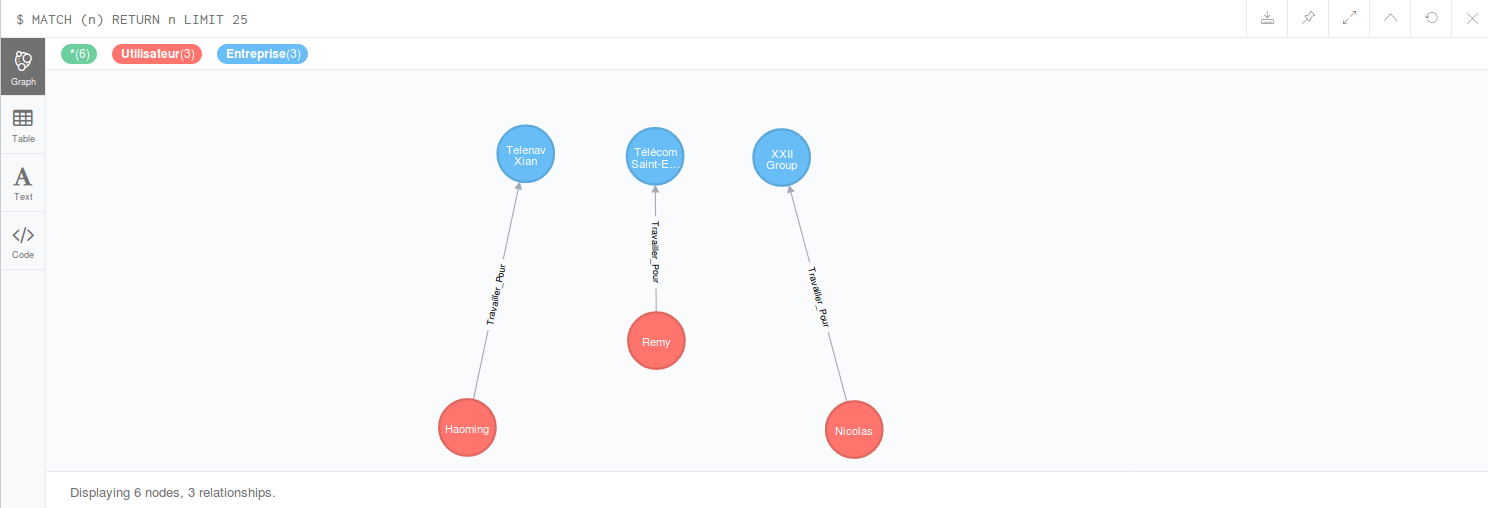 $ MATCH (n) RETURN n LIMIT 25
*(6) Utilisateur(3) Entreprise(3)
Graph
Table
Text
Code
Telenav
Xian
Télécom
Saint-E...
XXII
Group
Travailler_Pour
Travailler_Pour
Travailler_Pour
Remy
Haoming
Nicolas
Displaying 6 nodes, 3 relationships.